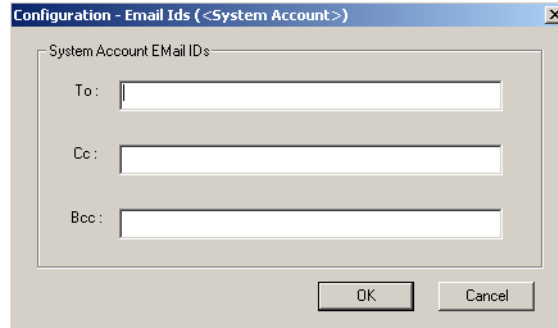 Configuration - Email Ids (<System Account>)
System Account EMail IDs
To :
Cc :
Bcc :
OK Cancel